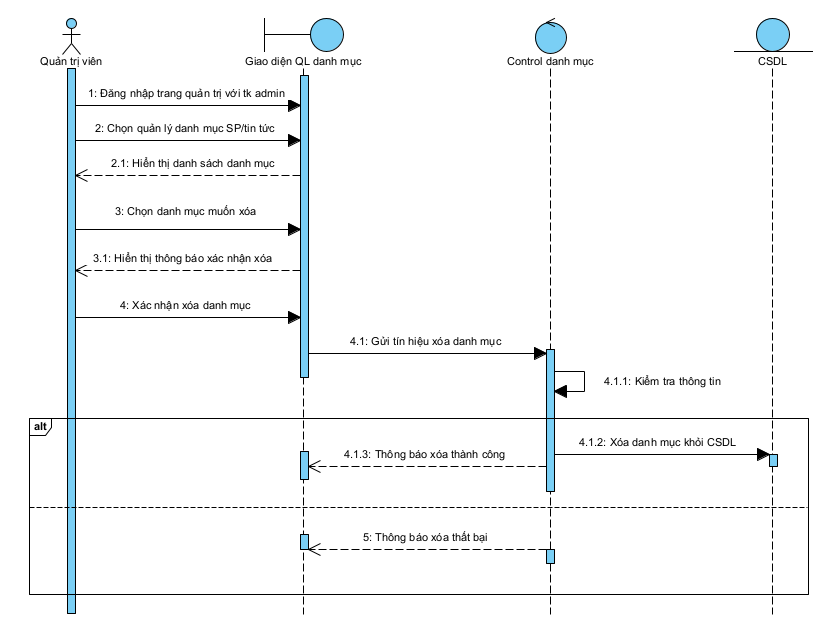 Quản trị viên
Giao diện QL danh mục
Control danh mục
CSDL
1: Đăng nhập trang quản trị với tk admin
2: Chọn quản lý danh mục SP/tin tức
2.1: Hiển thị danh sách danh mục
3: Chọn danh mục muốn xóa
3.1: Hiển thị thông báo xác nhận xóa
4: Xác nhận xóa danh mục
4.1: Gửi tín hiệu xóa danh mục
4.1.1: Kiểm tra thông tin
alt
4.1.2: Xóa danh mục khỏi CSDL
4.1.3: Thông báo xóa thành công
5: Thông báo xóa thất bại